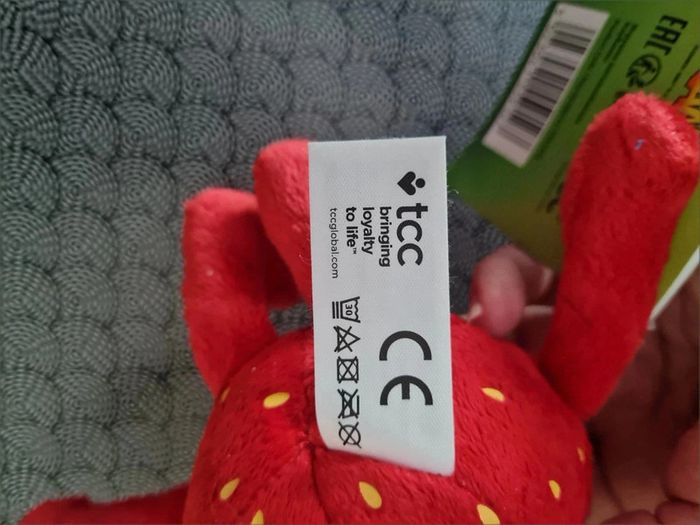 tcc
bringing
loyalty
to life™
tccglobal.com
30
CE
EAC